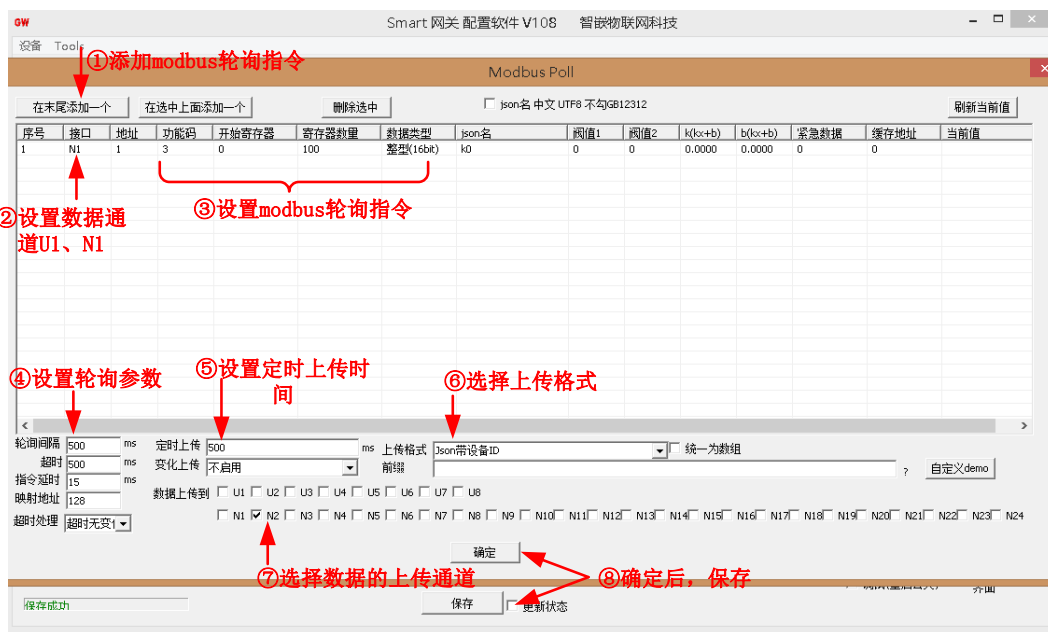 GW Smart 网关 配置软件 V108 智嵌物联网科技
设备 Tools
①添加modbus轮询指令
Modbus Poll
在末尾添加一个 在选中上面添加一个 删除选中 json名 中文 UTF8 不勾GB12312 刷新当前值
序号 接口 地址 功能码 开始寄存器 寄存器数量 数据类型 json名 阀值1 阀值2 k(kx+b) b(kx+b) 紧急数据 缓存地址 当前值
1 N1 1 3 0 100 整型(16bit) k0 0 0 0.0000 0.0000 0 0
②设置数据通
道U1、N1
③设置modbus轮询指令
④设置轮询参数
⑤设置定时上传时
间
⑥选择上传格式
轮询间隔 500 ms 定时上传 500 ms 上传格式 Json带设备ID 统一为数组
超时 500 ms 变化上传 不启用 前缀 ? 自定义demo
指令延时 15 ms
映射地址 128 数据上传到 U1 U2 U3 U4 U5 U6 U7 U8
超时处理 超时无变 N1 N2 N3 N4 N5 N6 N7 N8 N9 N10 N11 N12 N13 N14 N15 N16 N17 N18 N19 N20 N21 N22 N23 N24
确定
⑦选择数据的上传通道
⑧确定后，保存
保存成功 保存 更新状态 界面